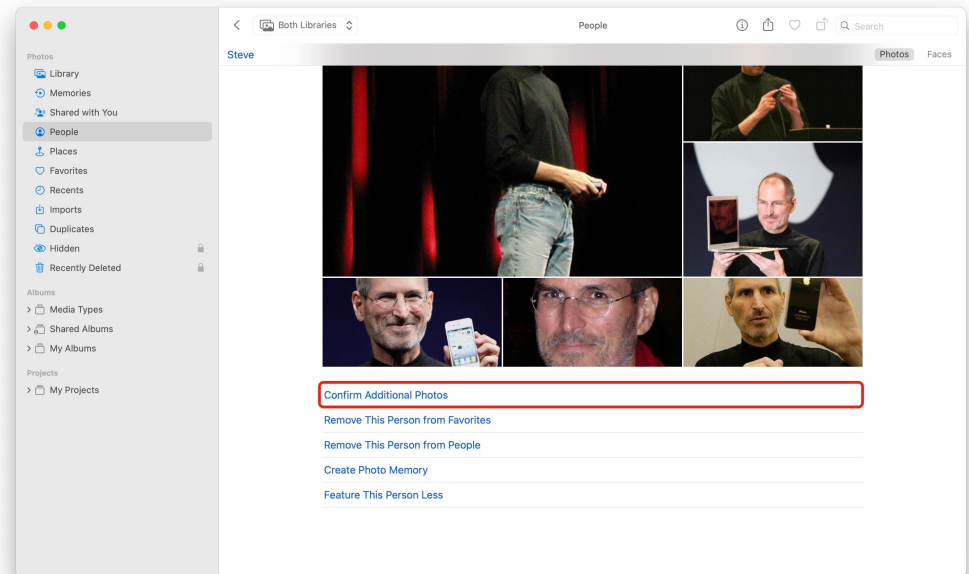 Both Libraries
People
Search
Steve
Photos
Faces
Photos
Library
Memories
Shared with You
People
Places
Favorites
Recents
Imports
Duplicates
Hidden
Recently Deleted
Albums
Media Types
Shared Albums
My Albums
Projects
My Projects
Confirm Additional Photos
Remove This Person from Favorites
Remove This Person from People
Create Photo Memory
Feature This Person Less